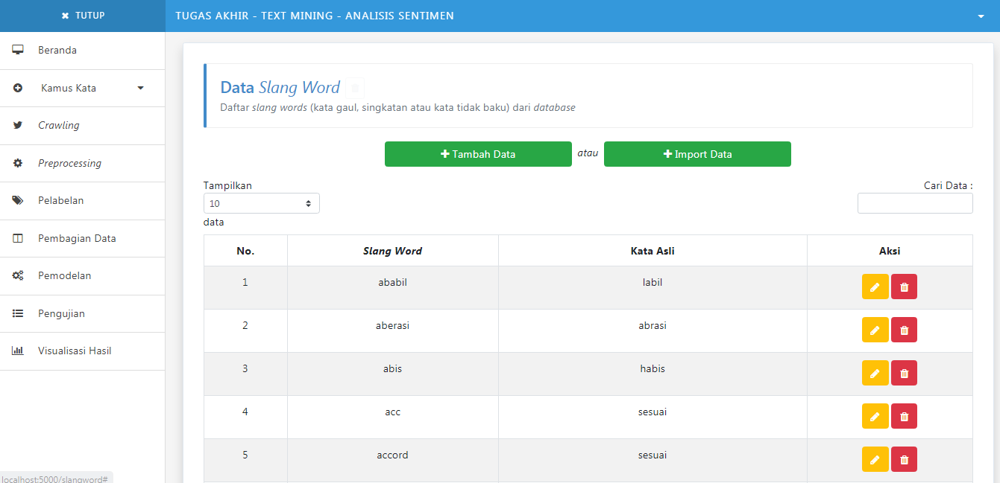 TUTUP
TUGAS AKHIR - TEXT MINING - ANALISIS SENTIMEN
Beranda
Kamus Kata
Crawling
Preprocessing
Pelabelan
Pembagian Data
Pemodelan
Pengujian
Visualisasi Hasil
Data Slang Word
Daftar slang words (kata gaul, singkatan atau kata tidak baku) dari database
Tambah Data atau Import Data
Tampilkan
10
data
Cari Data :
No. Slang Word Kata Asli Aksi
1 ababil labil
2 aberasi abrasi
3 abis habis
4 acc sesuai
5 accord sesuai
localhost:5000/slangword#